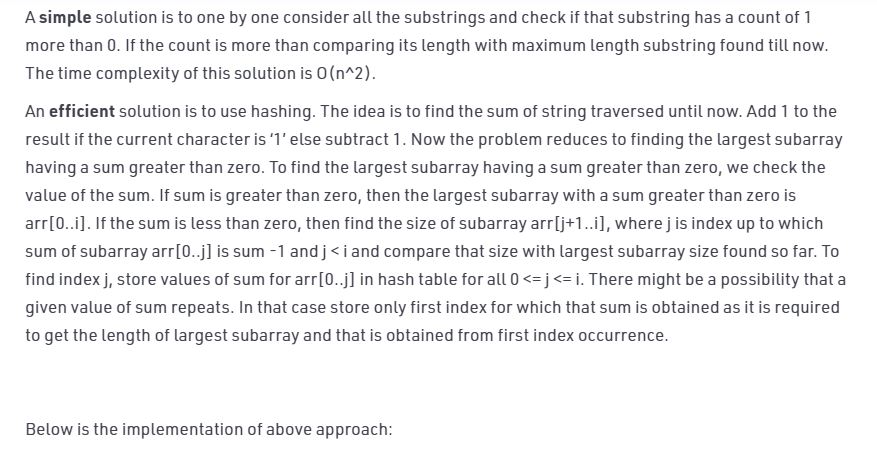 A simple solution is to one by one consider all the substrings and check if that substring has a count of 1
more than 0. If the count is more than comparing its length with maximum length substring found till now.
The time complexity of this solution is O(n^2).
An efficient solution is to use hashing. The idea is to find the sum of string traversed until now. Add 1 to the
result if the current character is ‘1’ else subtract 1. Now the problem reduces to finding the largest subarray
having a sum greater than zero. To find the largest subarray having a sum greater than zero, we check the
value of the sum. If sum is greater than zero, then the largest subarray with a sum greater than zero is
arr[0..i]. If the sum is less than zero, then find the size of subarray arr[j+1..i], where j is index up to which
sum of subarray arr[0..j] is sum -1 and j < i and compare that size with largest subarray size found so far. To
find index j, store values of sum for arr[0..j] in hash table for all 0 <= j <= i. There might be a possibility that a
given value of sum repeats. In that case store only first index for which that sum is obtained as it is required
to get the length of largest subarray and that is obtained from first index occurrence.
Below is the implementation of above approach: